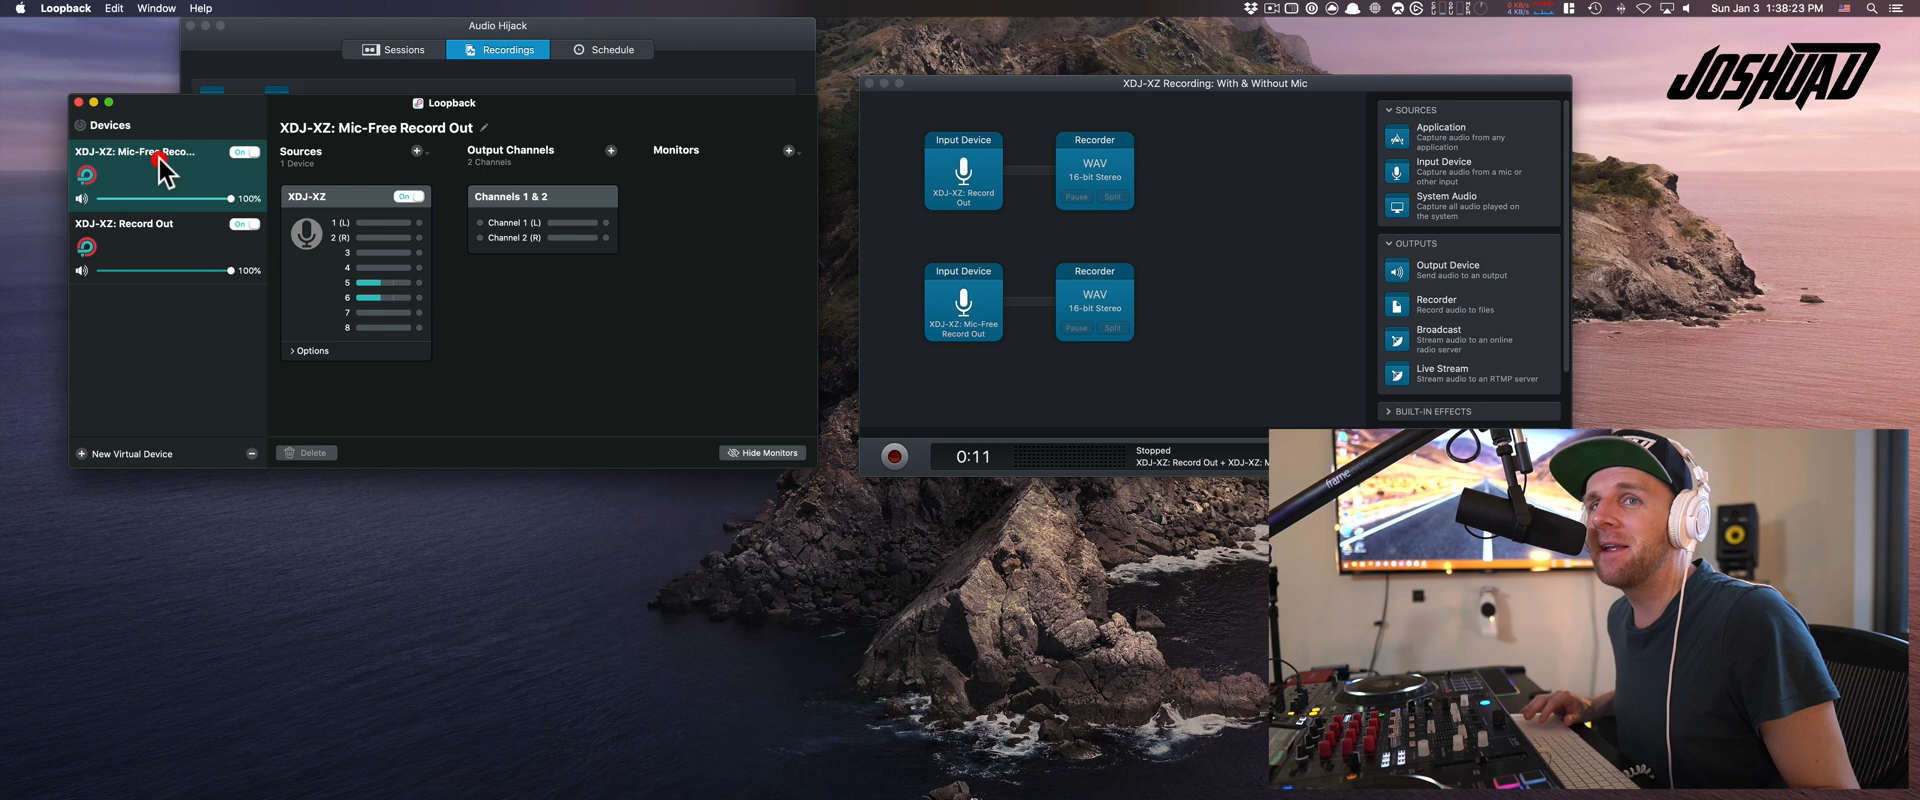 Loopback Edit Window Help
0 KB/s
4 KB/s
Sun Jan 3 1:38:23 PM
Audio Hijack
Sessions
Recordings
Schedule
Loopback
Devices
XDJ-XZ: Mic-Free Reco...
On
100%
XDJ-XZ: Record Out
On
100%
New Virtual Device
XDJ-XZ: Mic-Free Record Out
Sources
1 Device
Output Channels
2 Channels
Monitors
XDJ-XZ
On
1 (L)
2 (R)
3
4
5
6
7
8
Options
Channels 1 & 2
Channel 1 (L)
Channel 2 (R)
Delete
Hide Monitors
XDJ-XZ Recording: With & Without Mic
Input Device
XDJ-XZ: Record
Out
Recorder
WAV
16-bit Stereo
Pause
Split
Input Device
XDJ-XZ: Mic-Free
Record Out
Recorder
WAV
16-bit Stereo
Pause
Split
SOURCES
Application
Capture audio from any
application
Input Device
Capture audio from a mic or
other input
System Audio
Capture all audio played on
the system
OUTPUTS
Output Device
Send audio to an output
Recorder
Record audio to files
Broadcast
Stream audio to an online
radio server
Live Stream
Stream audio to an RTMP server
BUILT-IN EFFECTS
0:11
Stopped
XDJ-XZ: Record Out + XDJ-XZ: M
JOSHUAD
frame